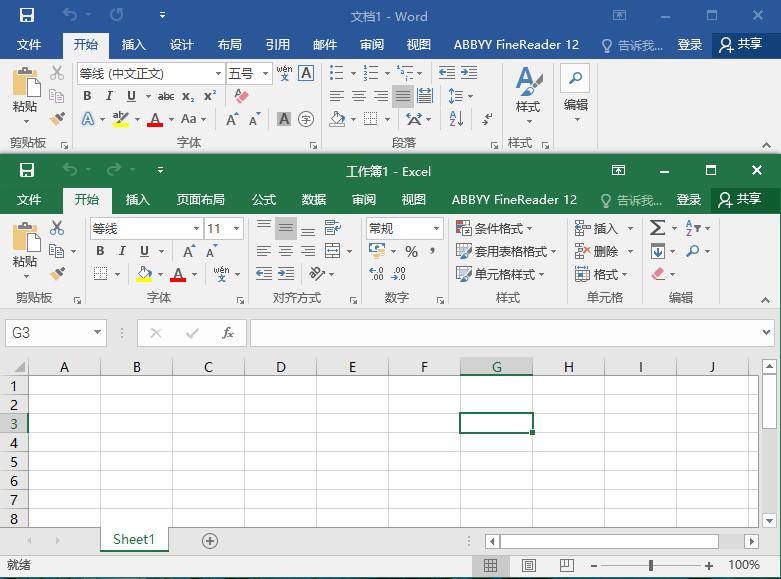 文档1 - Word
文件 开始 插入 设计 布局 引用 邮件 审阅 视图 ABBYY FineReader 12 告诉我... 登录 共享
等线 (中文正文) 五号 wén 文 A
粘贴 B I U abc X₂ X² 样式 编辑
A aby A Aa A A A 字
剪贴板 字体 段落 样式
工作簿1 - Excel
文件 开始 插入 页面布局 公式 数据 审阅 视图 ABBYY FineReader 12 告诉我... 登录 共享
等线 11 常规 条件格式 插入
粘贴 B I U A A % , 套用表格格式 删除
A wén 文 单元格样式 格式
剪贴板 字体 对齐方式 数字 样式 单元格 编辑
G3 fx
A B C D E F G H I J
1
2
3
4
5
6
7
8
Sheet1
就绪 100%